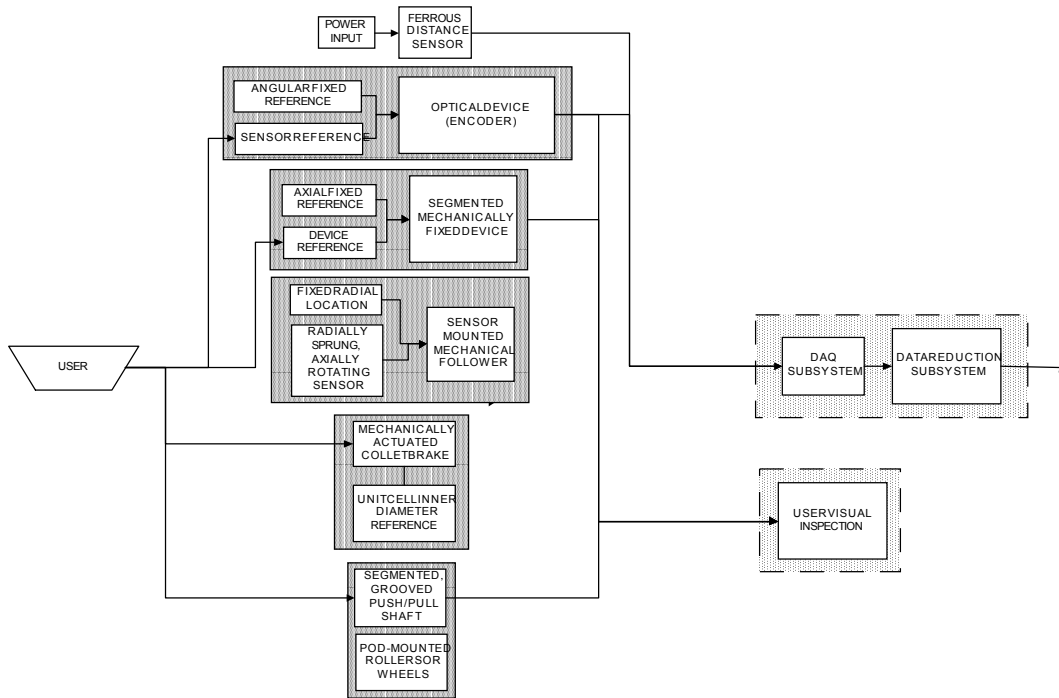 POWER
INPUT
FERROUS
DISTANCE
SENSOR
ANGULARFIXED
REFERENCE
SENSORREFERENCE
OPTICALDEVICE
(ENCODER)
AXIALFIXED
REFERENCE
DEVICE
REFERENCE
SEGMENTED
MECHANICALLY
FIXEDDEVICE
FIXEDRADIAL
LOCATION
RADIALLY
SPRUNG,
AXIALLY
ROTATING
SENSOR
SENSOR
MOUNTED
MECHANICAL
FOLLOWER
USER
DAQ
SUBSYSTEM
DATAREDUCTION
SUBSYSTEM
MECHANICALLY
ACTUATED
COLLETBRAKE
UNITCELLINNER
DIAMETER
REFERENCE
USERVISUAL
INSPECTION
SEGMENTED,
GROOVED
PUSH/PULL
SHAFT
POD-MOUNTED
ROLLERSOR
WHEELS